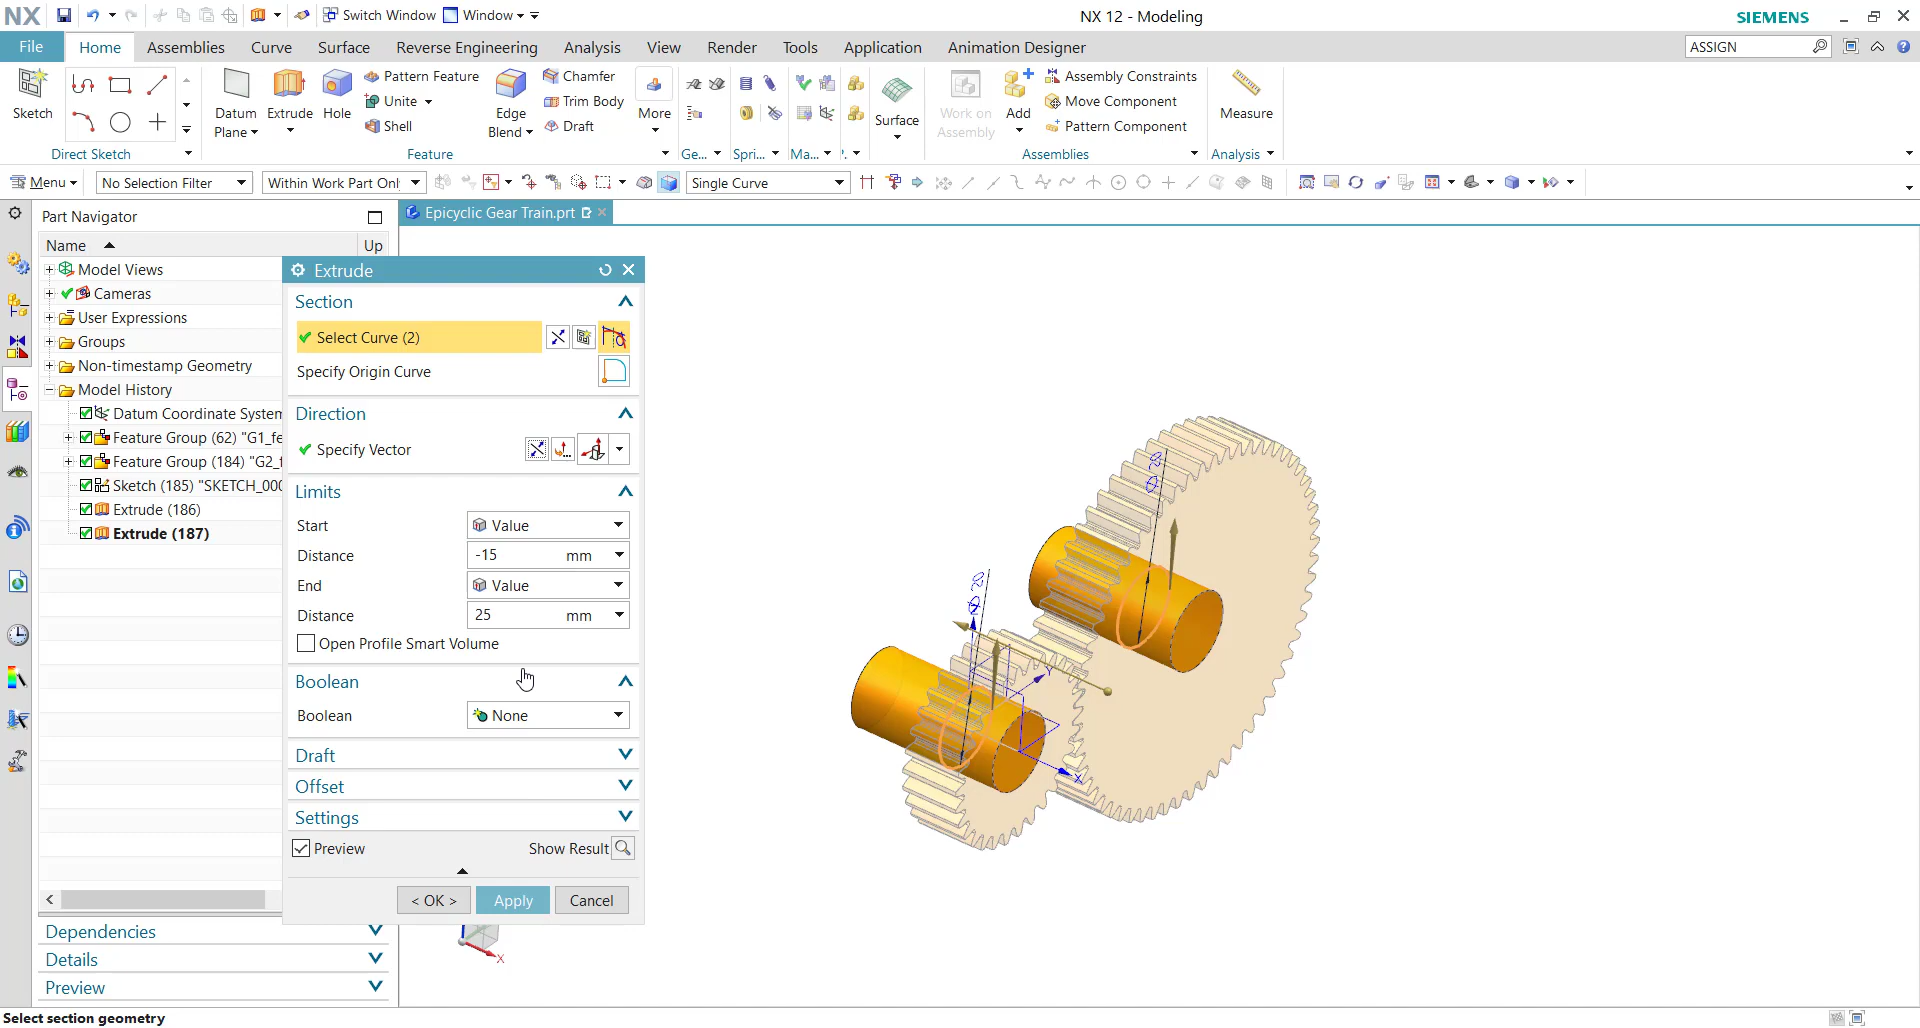 NX
Switch Window
Window
NX 12 - Modeling
SIEMENS
File
Home
Assemblies
Curve
Surface
Reverse Engineering
Analysis
View
Render
Tools
Application
Animation Designer
ASSIGN
Sketch
Datum
Plane
Extrude
Hole
Pattern Feature
Unite
Shell
Edge
Blend
Chamfer
Trim Body
Draft
More
Surface
Work on
Assembly
Add
Assembly Constraints
Move Component
Pattern Component
Measure
Direct Sketch
Feature
Ge...
Spri...
Ma...
Assemblies
Analysis
Menu
No Selection Filter
Within Work Part Onl
Single Curve
Part Navigator
Epicyclic Gear Train.prt
Name
Up
Model Views
Cameras
User Expressions
Groups
Non-timestamp Geometry
Model History
Datum Coordinate System
Feature Group (62) "G1_fe
Feature Group (184) "G2_f
Sketch (185) "SKETCH_000
Extrude (186)
Extrude (187)
Extrude
Section
Select Curve (2)
Specify Origin Curve
Direction
Specify Vector
Limits
Start
Value
Distance
-15
mm
End
Value
Distance
25
mm
Open Profile Smart Volume
Boolean
Boolean
None
Draft
Offset
Settings
Preview
Show Result
< OK >
Apply
Cancel
Dependencies
Details
Preview
Φ 20
Φ 20
Z
Y
X
X
Select section geometry